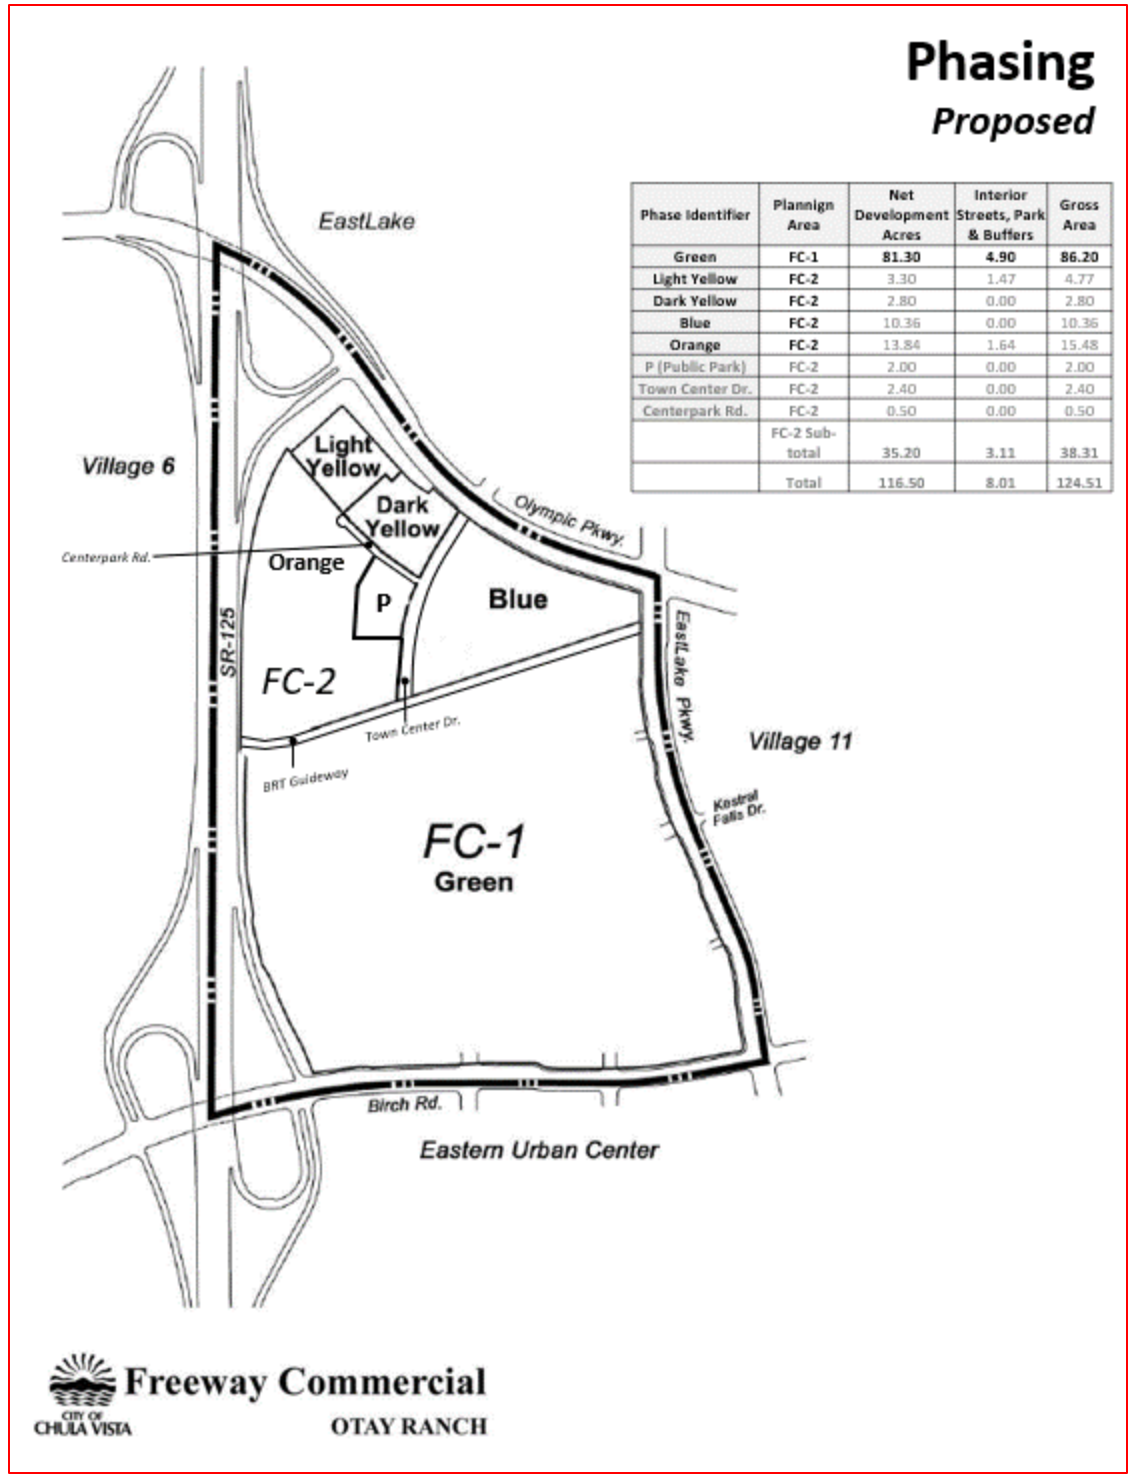 Phasing
Proposed
Phase Identifier | Plannign Area | Net Development Acres | Interior Streets, Park & Buffers | Gross Area
Green | FC-1 | 81.30 | 4.90 | 86.20
Light Yellow | FC-2 | 3.30 | 1.47 | 4.77
Dark Yellow | FC-2 | 2.80 | 0.00 | 2.80
Blue | FC-2 | 10.36 | 0.00 | 10.36
Orange | FC-2 | 13.84 | 1.64 | 15.48
P (Public Park) | FC-2 | 2.00 | 0.00 | 2.00
Town Center Dr. | FC-2 | 2.40 | 0.00 | 2.40
Centerpark Rd. | FC-2 | 0.50 | 0.00 | 0.50
FC-2 Sub-total | 35.20 | 3.11 | 38.31
Total | 116.50 | 8.01 | 124.51
EastLake
Village 6
Light
Yellow
Dark
Yellow
Olympic Pkwy.
Centerpark Rd.
Orange
P
Blue
SR-125
EastLake Pkwy.
FC-2
Town Center Dr.
Village 11
BRT Guideway
Kestral
Falls Dr.
FC-1
Green
Birch Rd.
Eastern Urban Center
Freeway Commercial
CITY OF
CHULA VISTA
OTAY RANCH